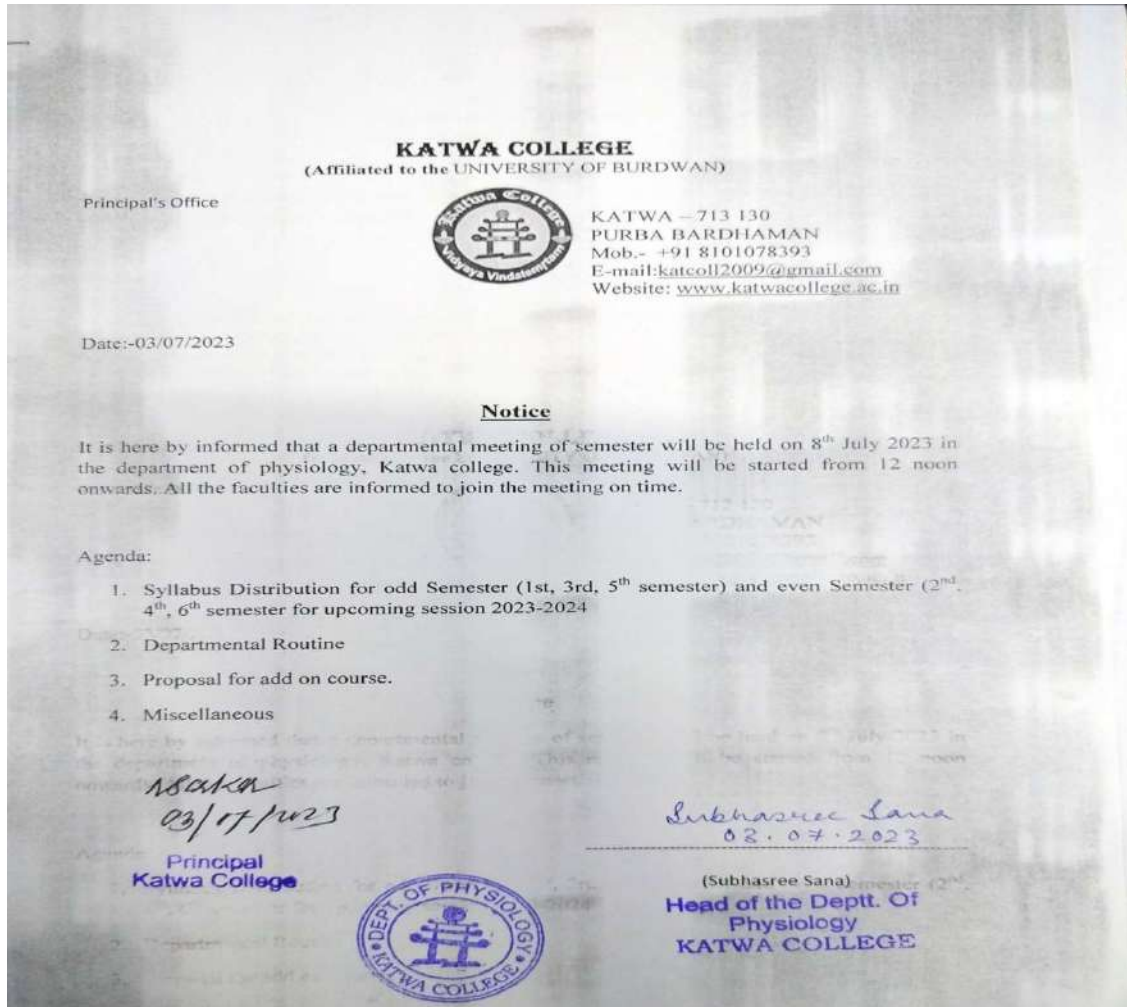 KATWA COLLEGE
(Affiliated to the UNIVERSITY OF BURDWAN)
Principal's Office
Katwa College
Vidyaya
KATWA – 713 130
PURBA BARDHAMAN
Mob.- +91 8101078393
E-mail:katcoll2009@gmail.com
Website: www.katwacollege.ac.in
Date:-03/07/2023
Notice
It is here by informed that a departmental meeting of semester will be held on 8th July 2023 in
the department of physiology, Katwa college. This meeting will be started from 12 noon
onwards. All the faculties are informed to join the meeting on time.
Agenda:
1. Syllabus Distribution for odd Semester (1st, 3rd, 5th semester) and even Semester (2nd,
4th, 6th semester for upcoming session 2023-2024
2. Departmental Routine
3. Proposal for add on course.
4. Miscellaneous
03/07/2023
Principal
Katwa College
DEPT. OF PHYSIOLOGY
KATWA COLLEGE
Subhasree Sana
03.07.2023
(Subhasree Sana)
Head of the Deptt. Of
Physiology
KATWA COLLEGE